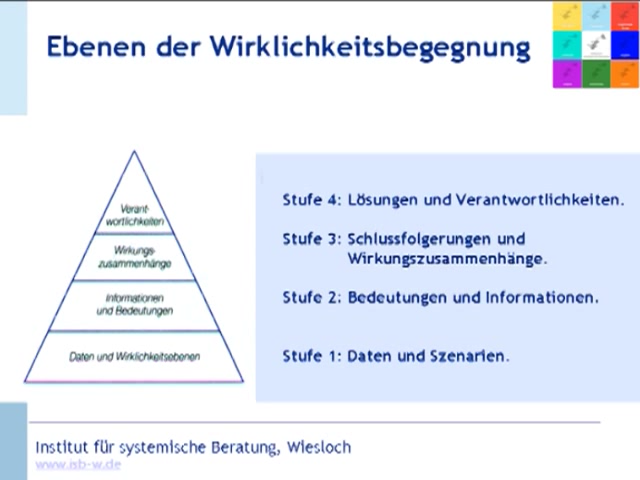 Ebenen der Wirklichkeitsbegegnung
Verant-
wortlichkeiten
Wirkungs-
zusammenhänge
Informationen
und Bedeutungen
Daten und Wirklichkeitsebenen
Stufe 4: Lösungen und Verantwortlichkeiten.
Stufe 3: Schlussfolgerungen und
Wirkungszusammenhänge.
Stufe 2: Bedeutungen und Informationen.
Stufe 1: Daten und Szenarien.
Institut für systemische Beratung, Wiesloch
www.isb-w.de